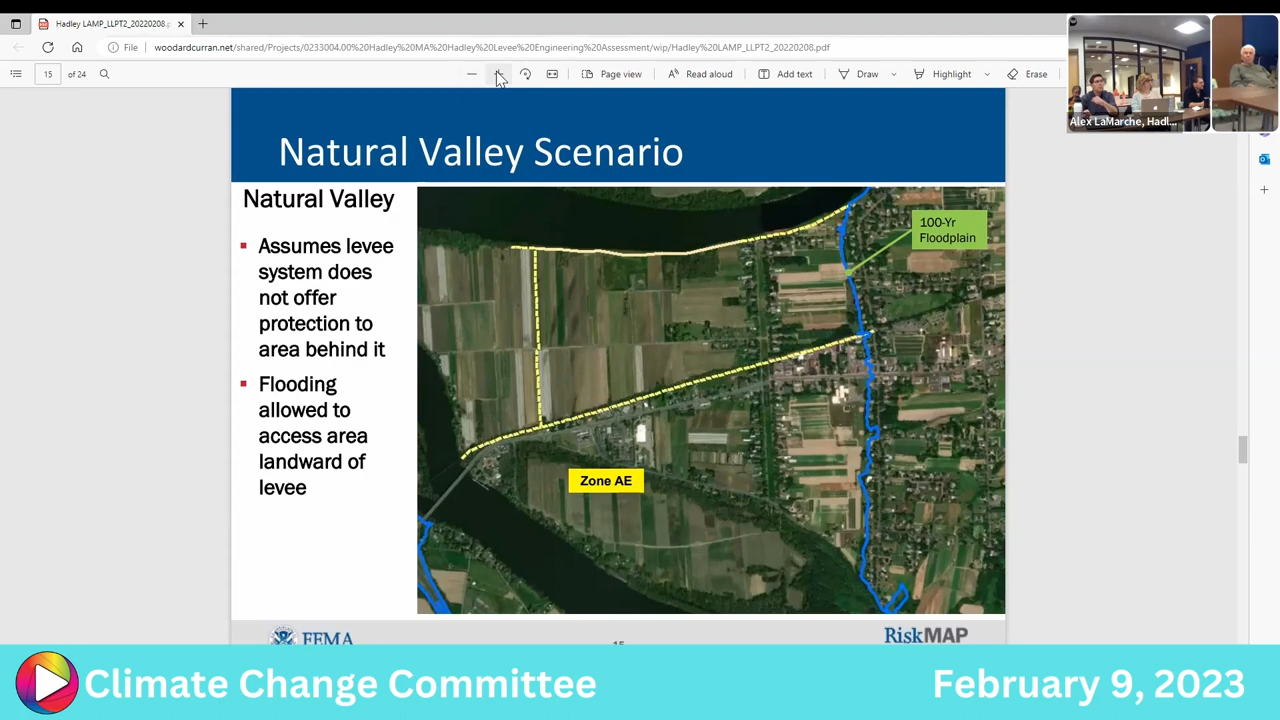 Hadley LAMP_LLPT2_20220208.p
File
woodardcurran.net/shared/Projects/0233004.00%20Hadley%20MA%20Hadley%20Levee%20Engineering%20Assessment/wip/Hadley%20LAMP_LLPT2_20220208.pdf
15
of 24
Page view
Read aloud
Add text
Draw
Highlight
Erase
Alex LaMarche, Hadl...
Natural Valley Scenario
Natural Valley
Assumes levee
system does
not offer
protection to
area behind it
Flooding
allowed to
access area
landward of
levee
100-Yr
Floodplain
Zone AE
FEMA
15
RiskMAP
Climate Change Committee
February 9, 2023